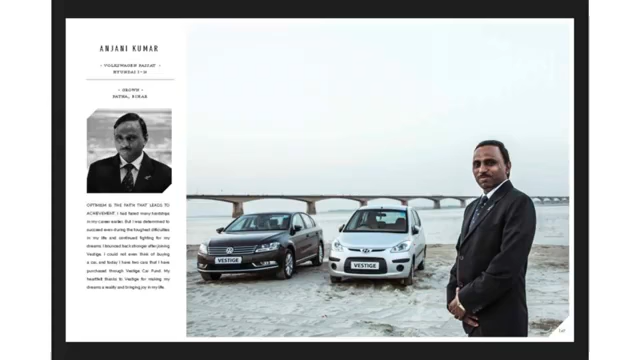 ANJANI KUMAR
- VOLKSWAGEN PASSAT -
HYUNDAI I-10
- CROWN -
PATNA, BIHAR
OPTIMISM IS THE PATH THAT LEADS TO
ACHIEVEMENT. I had faced many hardships
in my career earlier. But I was determined to
succeed even during the toughest difficulties
in my life and continued fighting for my
dreams. I bounced back stronger after joining
Vestige. I could not even think of buying
a car, and today I have two cars that I have
purchased through Vestige Car Fund. My
heartfelt thanks to Vestige for making my
dreams a reality and bringing joy in my life.
VESTIGE
VESTIGE